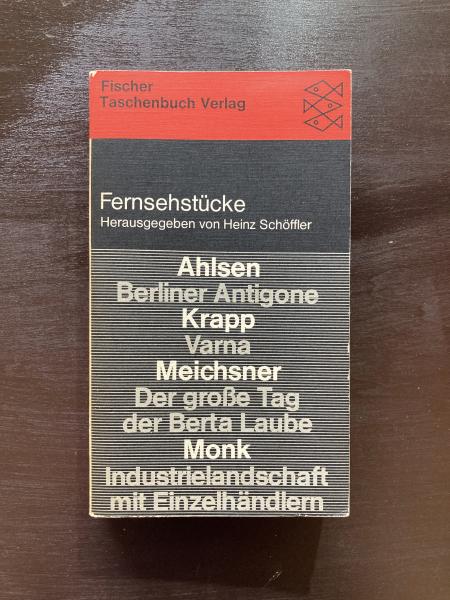 Fischer
Taschenbuch Verlag
Fernsehstücke
Herausgegeben von Heinz Schöffler
Ahlsen
Berliner Antigone
Krapp
Varna
Meichsner
Der große Tag
der Berta Laube
Monk
Industrielandschaft
mit Einzelhändlern